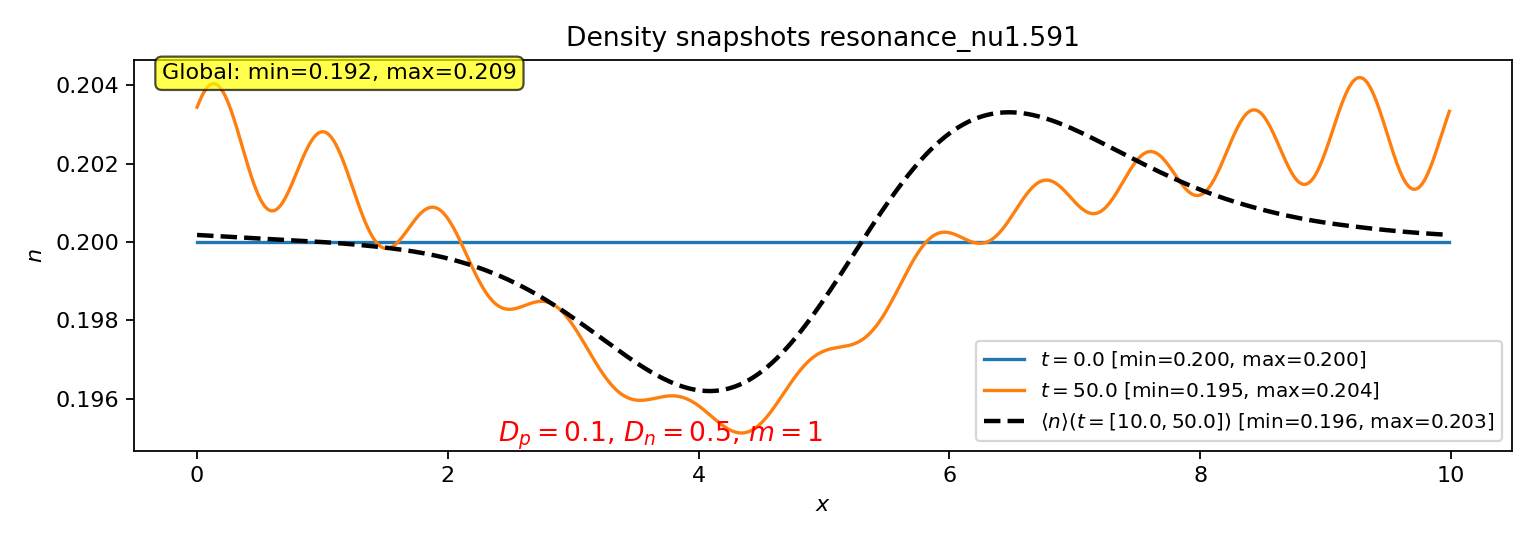 Density snapshots resonance_nu1.591
Global: min=0.192, max=0.209
0.204
0.202
0.200
0.198
0.196
n
t = 0.0 [min=0.200, max=0.200]
t = 50.0 [min=0.195, max=0.204]
⟨n⟩(t = [10.0, 50.0]) [min=0.196, max=0.203]
D_p = 0.1, D_n = 0.5, m = 1
0 2 4 6 8 10
x